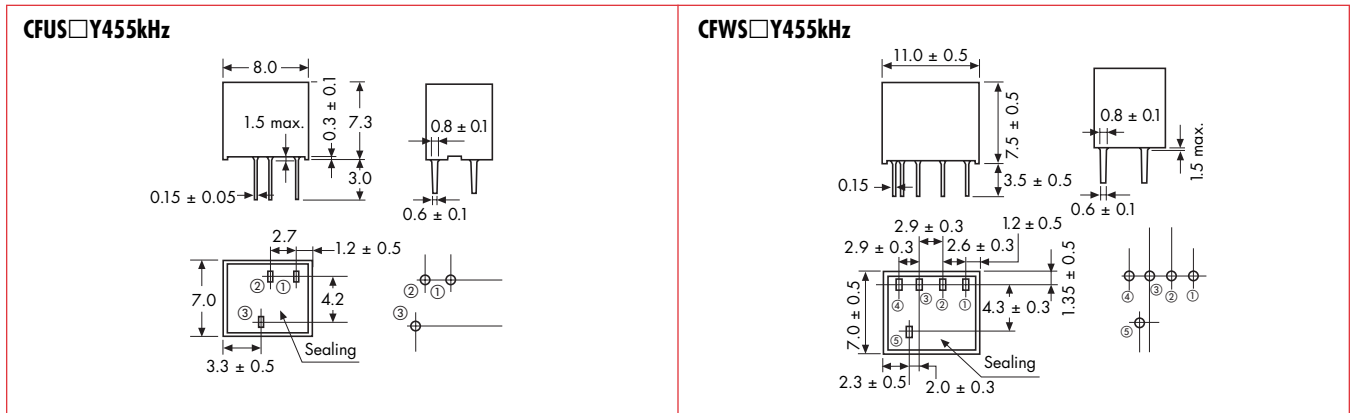 CFUS□Y455kHz
8.0
1.5 max.
0.3 ± 0.1
7.3
3.0
0.15 ± 0.05
0.8 ± 0.1
0.6 ± 0.1
2.7
1.2 ± 0.5
7.0
② ①
③
4.2
Sealing
3.3 ± 0.5
② ①
③
CFWS□Y455kHz
11.0 ± 0.5
7.5 ± 0.5
0.15
3.5 ± 0.5
0.8 ± 0.1
1.5 max.
0.6 ± 0.1
2.9 ± 0.3
1.2 ± 0.5
2.9 ± 0.3
2.6 ± 0.3
1.35 ± 0.5
7.0 ± 0.5
④ ③ ② ①
4.3 ± 0.3
⑤
Sealing
2.3 ± 0.5
2.0 ± 0.3
④ ③ ② ①
⑤